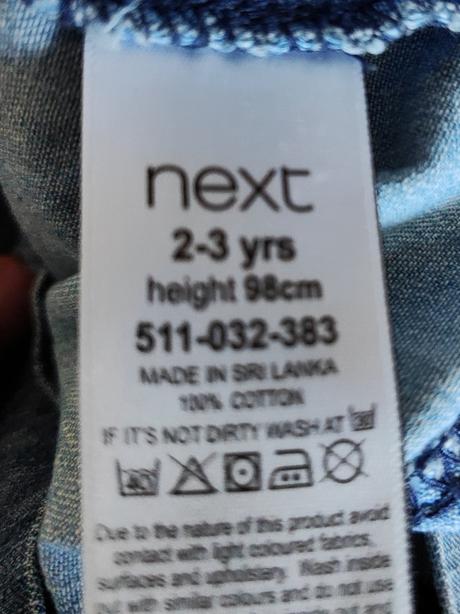 next
2-3 yrs
height 98cm
511-032-383
MADE IN SRI LANKA
100% COTTON
IF IT'S NOT DIRTY WASH AT 30
40
Due to the nature of this product avoid
contact with light coloured fabrics,
surfaces and upholstery. Wash inside
out with similar colours and do not use